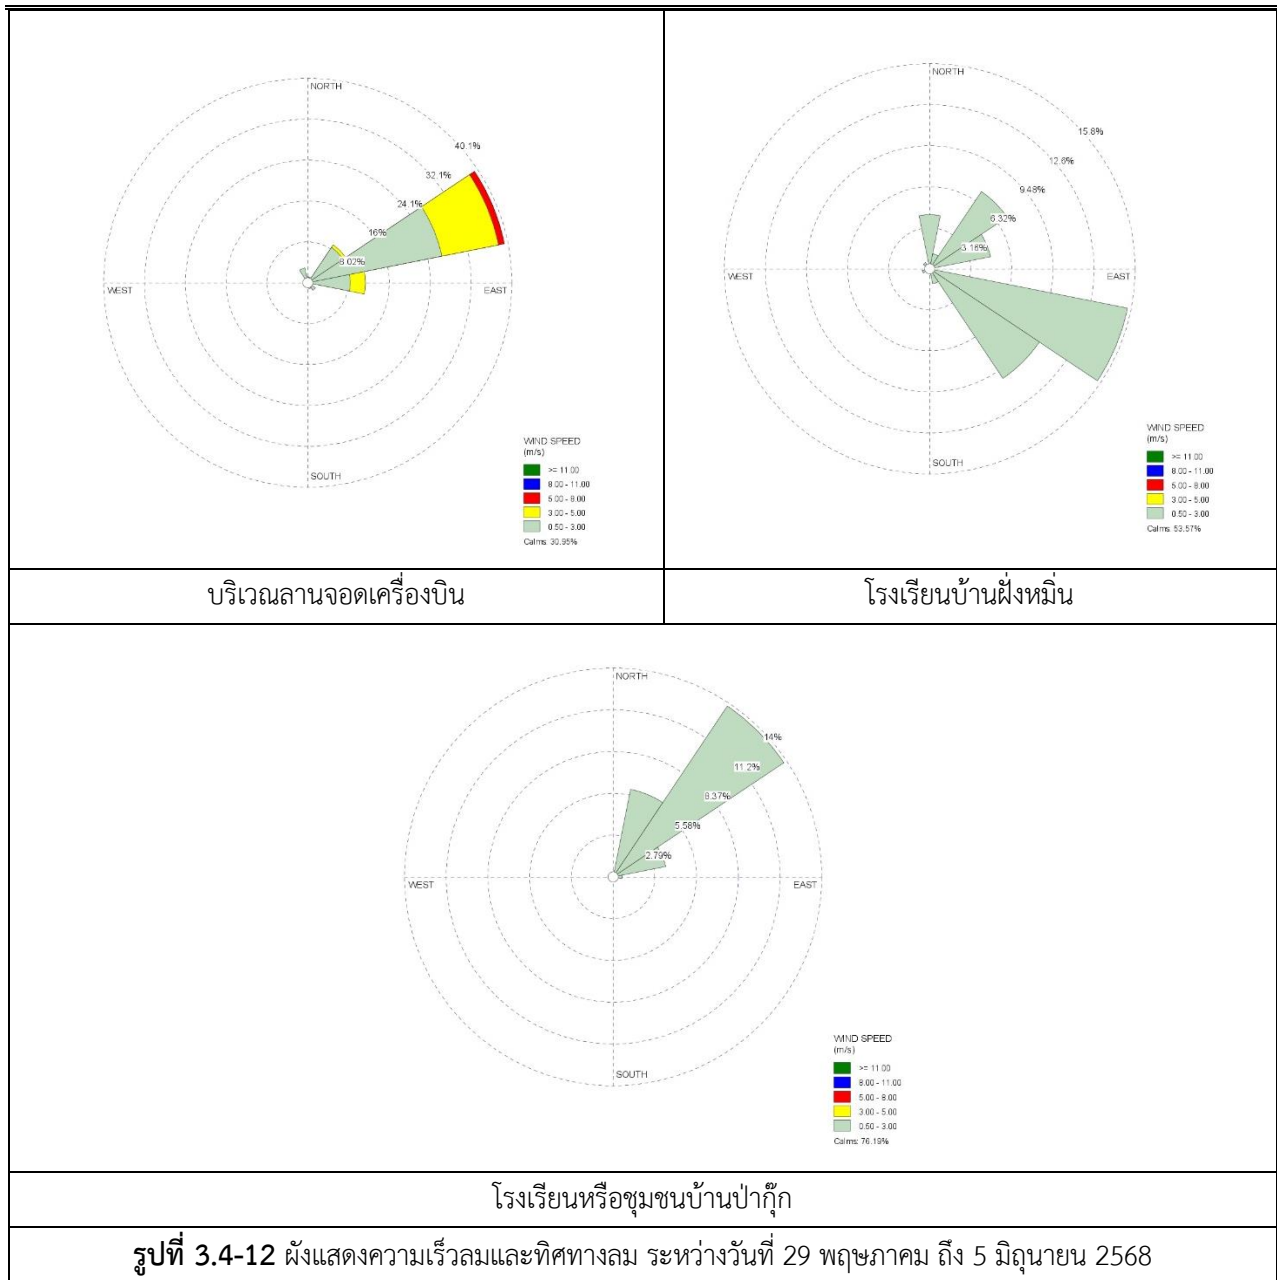 NORTH
40.1%
32.1%
24.1%
16%
8.02%
WEST
EAST
SOUTH
WIND SPEED
(m/s)
>= 11.00
8.00 - 11.00
5.00 - 8.00
3.00 - 5.00
0.50 - 3.00
Calms: 30.95%
NORTH
15.8%
12.6%
9.48%
6.32%
3.16%
WEST
EAST
SOUTH
WIND SPEED
(m/s)
>= 11.00
8.00 - 11.00
5.00 - 8.00
3.00 - 5.00
0.50 - 3.00
Calms: 53.57%
บริเวณลานจอดเครื่องบิน
โรงเรียนบ้านฝั่งหมิ่น
NORTH
14%
11.2%
8.37%
5.58%
2.79%
WEST
EAST
SOUTH
WIND SPEED
(m/s)
>= 11.00
8.00 - 11.00
5.00 - 8.00
3.00 - 5.00
0.50 - 3.00
Calms: 76.19%
โรงเรียนหรือชุมชนบ้านป่ากุ๊ก
รูปที่ 3.4-12 ผังแสดงความเร็วลมและทิศทางลม ระหว่างวันที่ 29 พฤษภาคม ถึง 5 มิถุนายน 2568